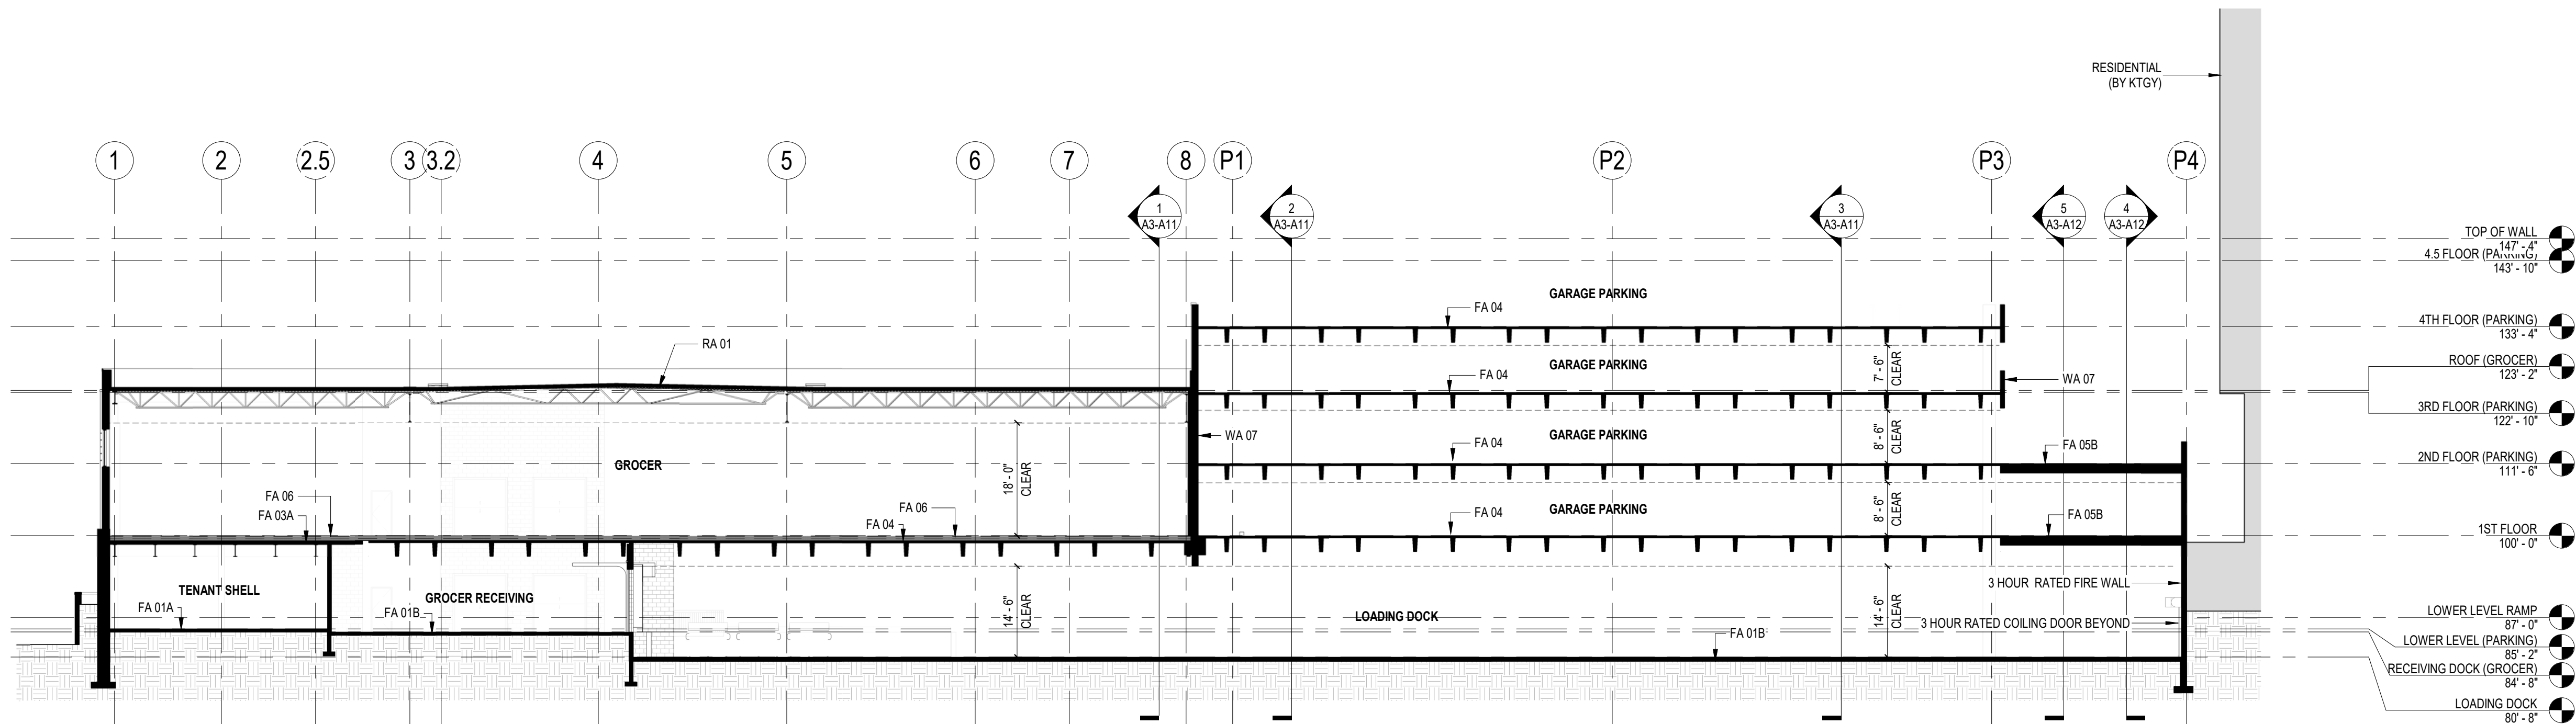 RESIDENTIAL
(BY KTGY)
1
2
2.5
3
3.2
4
5
6
7
8
P1
P2
P3
P4
1
A3-A11
2
A3-A11
3
A3-A11
5
A3-A12
4
A3-A12
TOP OF WALL
147' - 4"
4.5 FLOOR (PARKING)
143' - 10"
GARAGE PARKING
FA 04
4TH FLOOR (PARKING)
133' - 4"
RA 01
GARAGE PARKING
7' - 6"
CLEAR
ROOF (GROCER)
123' - 2"
FA 04
WA 07
3RD FLOOR (PARKING)
122' - 10"
WA 07
GARAGE PARKING
FA 04
8' - 6"
CLEAR
FA 05B
2ND FLOOR (PARKING)
111' - 6"
GROCER
18' - 0"
CLEAR
FA 06
FA 03A
FA 04
FA 06
GARAGE PARKING
FA 04
8' - 6"
CLEAR
FA 05B
1ST FLOOR
100' - 0"
TENANT SHELL
FA 01A
GROCER RECEIVING
FA 01B
14' - 6"
CLEAR
LOADING DOCK
FA 01B
14' - 6"
CLEAR
3 HOUR RATED FIRE WALL
3 HOUR RATED COILING DOOR BEYOND
LOWER LEVEL RAMP
87' - 0"
LOWER LEVEL (PARKING)
85' - 2"
RECEIVING DOCK (GROCER)
84' - 8"
LOADING DOCK
80' - 8"